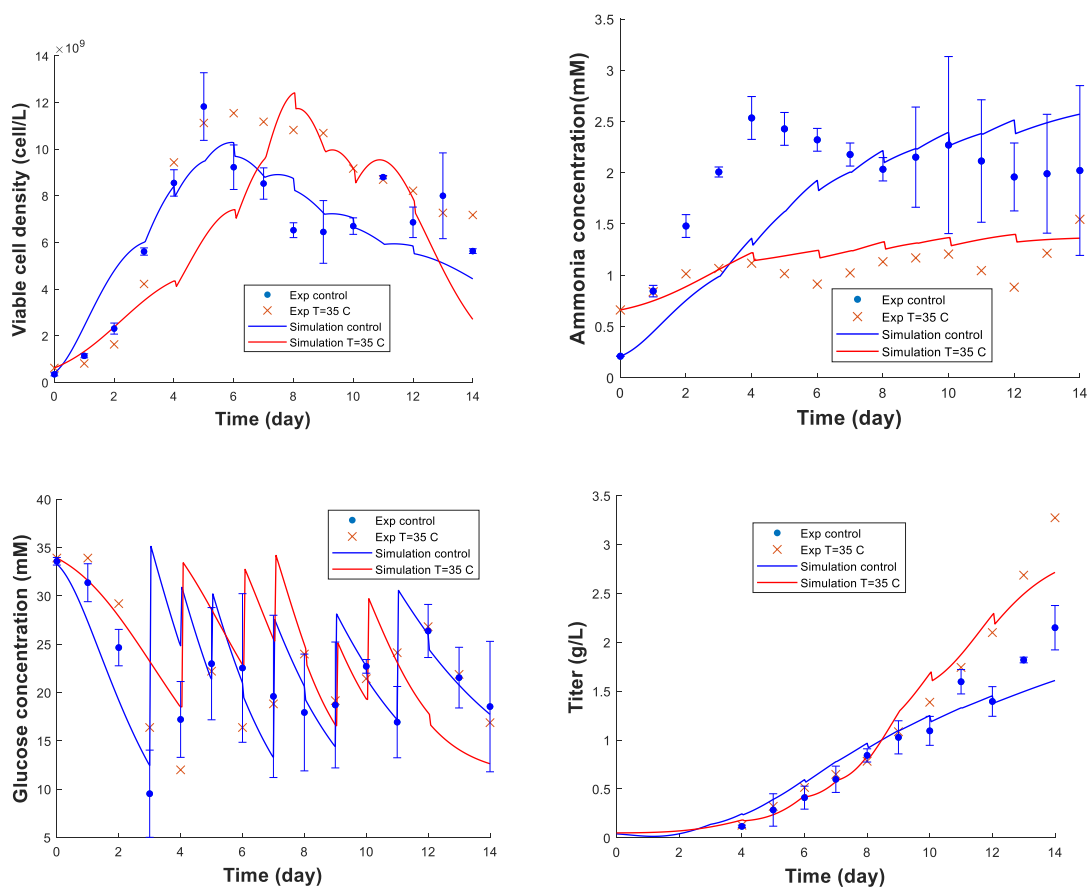 ×10⁹
14
12
10
8
6
4
2
0
Viable cell density (cell/L)
Exp control
Exp T=35 C
Simulation control
Simulation T=35 C
0 2 4 6 8 10 12 14
Time (day)
3.5
3
2.5
2
1.5
1
0.5
0
Ammonia concentration(mM)
Exp control
Exp T=35 C
Simulation control
Simulation T=35 C
0 2 4 6 8 10 12 14
Time (day)
40
35
30
25
20
15
10
5
Glucose concentration (mM)
Exp control
Exp T=35 C
Simulation control
Simulation T=35 C
0 2 4 6 8 10 12 14
Time (day)
3.5
3
2.5
2
1.5
1
0.5
0
Titer (g/L)
Exp control
Exp T=35 C
Simulation control
Simulation T=35 C
0 2 4 6 8 10 12 14
Time (day)